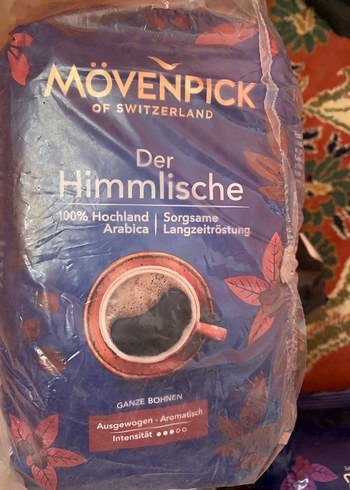 MÖVENPICK
OF SWITZERLAND
Der
Himmlische
100% Hochland Arabica
Sorgsame Langzeitröstung
GANZE BOHNEN
Ausgewogen - Aromatisch
Intensität